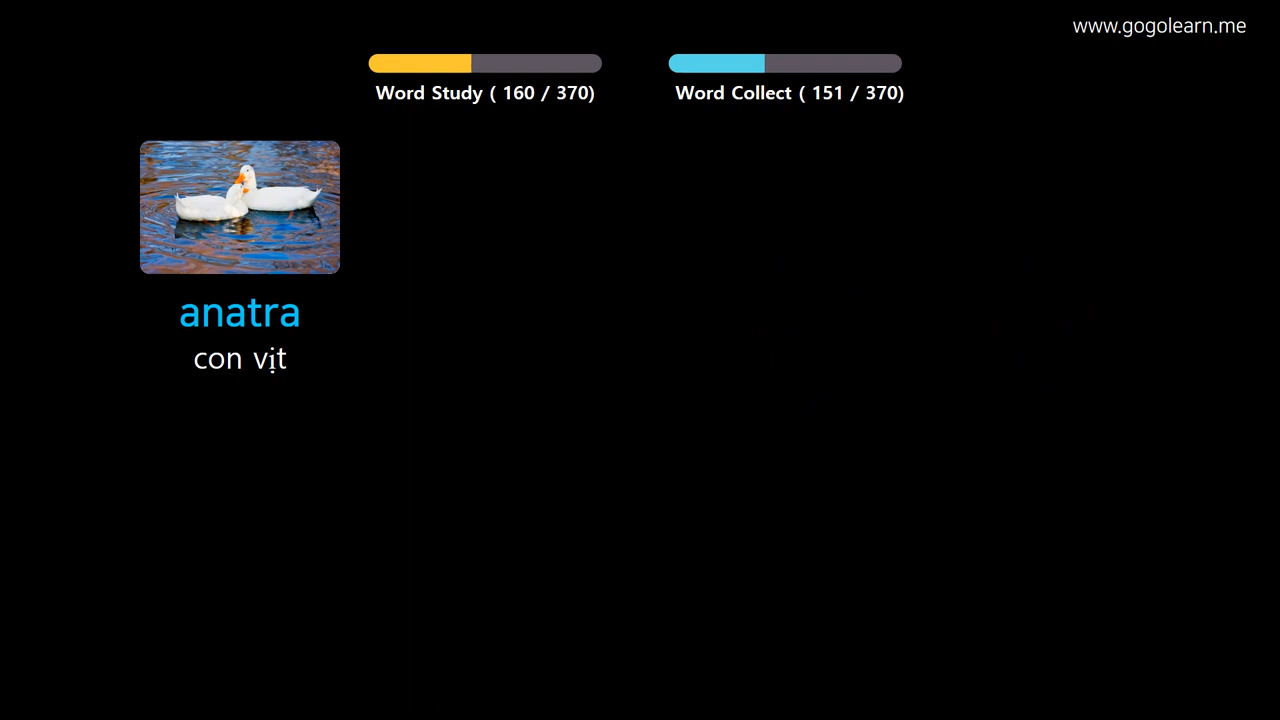 www.gogolearn.me
Word Study ( 160 / 370)
Word Collect ( 151 / 370)
anatra
con vịt